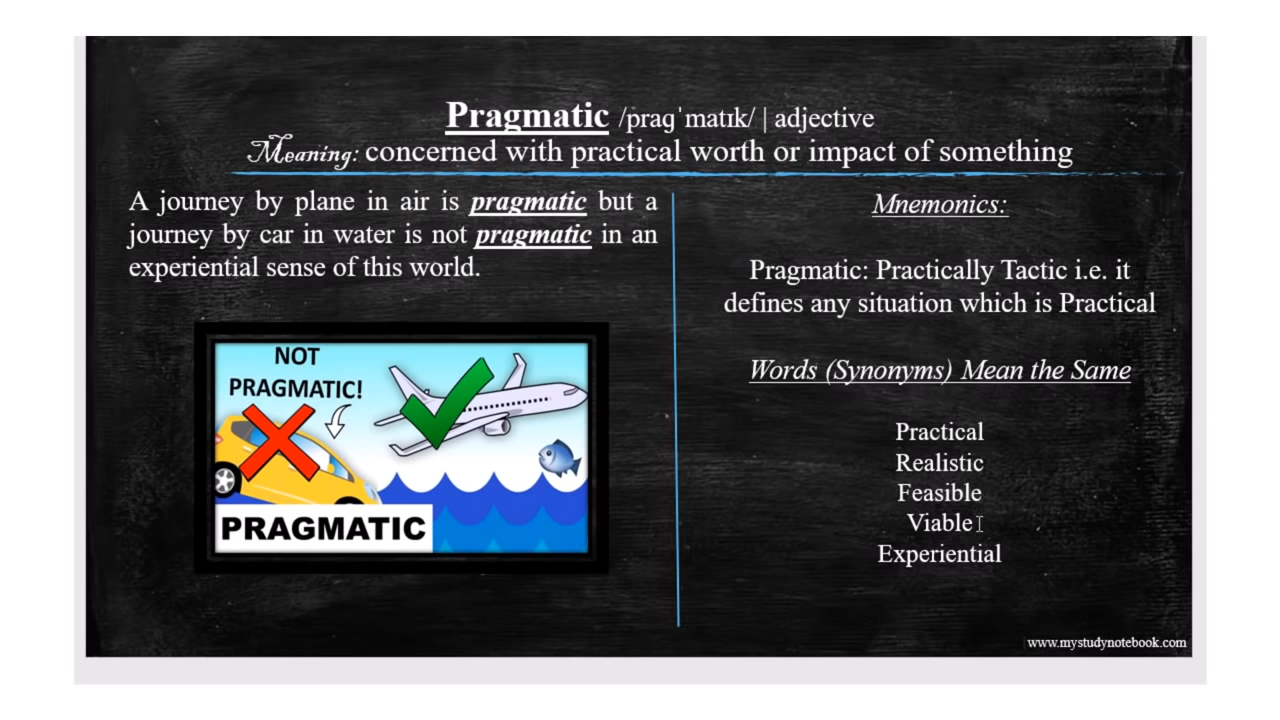 Pragmatic /praɡˈmatɪk/ | adjective
Meaning: concerned with practical worth or impact of something
A journey by plane in air is pragmatic but a
journey by car in water is not pragmatic in an
experiential sense of this world.
NOT
PRAGMATIC!
PRAGMATIC
Mnemonics:
Pragmatic: Practically Tactic i.e. it
defines any situation which is Practical
Words (Synonyms) Mean the Same
Practical
Realistic
Feasible
Viable
Experiential
www.mystudynotebook.com